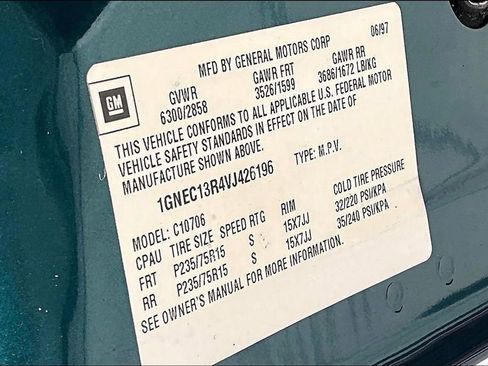 MFD BY GENERAL MOTORS CORP 06/97
GM
GVWR GAWR FRT GAWR RR
6300/2858 3526/1599 3686/1672 LB/KG
THIS VEHICLE CONFORMS TO ALL APPLICABLE U.S. FEDERAL MOTOR
VEHICLE SAFETY STANDARDS IN EFFECT ON THE DATE OF
MANUFACTURE SHOWN ABOVE.
1GNEC13R4VJ426196 TYPE: M.P.V.
MODEL: C10706
CPAU TIRE SIZE SPEED RTG RIM COLD TIRE PRESSURE
FRT P235/75R15 S 15X7JJ 32/220 PSI/KPA
RR P235/75R15 S 15X7JJ 35/240 PSI/KPA
SEE OWNER'S MANUAL FOR MORE INFORMATION.